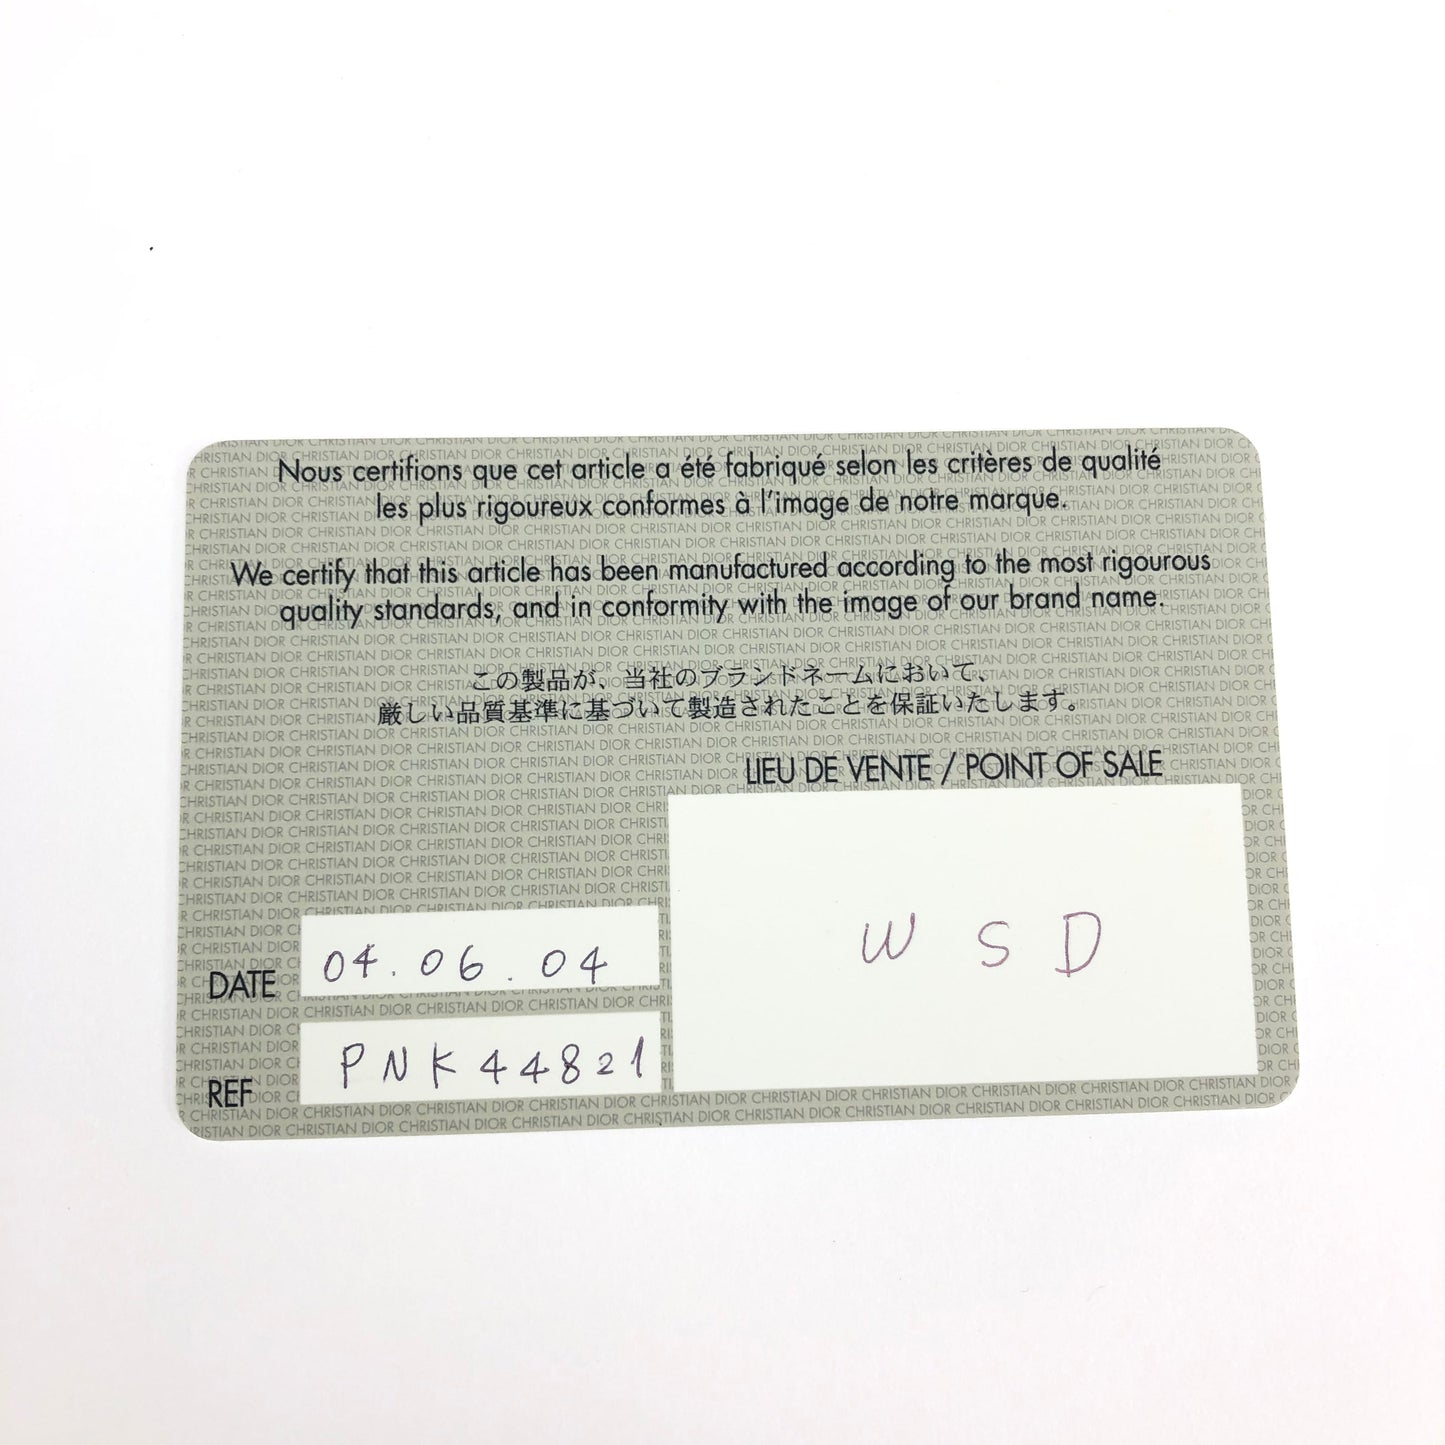 Nous certifions que cet article a été fabriqué selon les critères de qualité
les plus rigoureux conformes à l'image de notre marque.
We certify that this article has been manufactured according to the most rigourous
quality standards, and in conformity with the image of our brand name.
この製品が、当社のブランドネームにおいて、
厳しい品質基準に基づいて製造されたことを保証いたします。
LIEU DE VENTE / POINT OF SALE
W S D
DATE 04.06.04
REF PNK44821